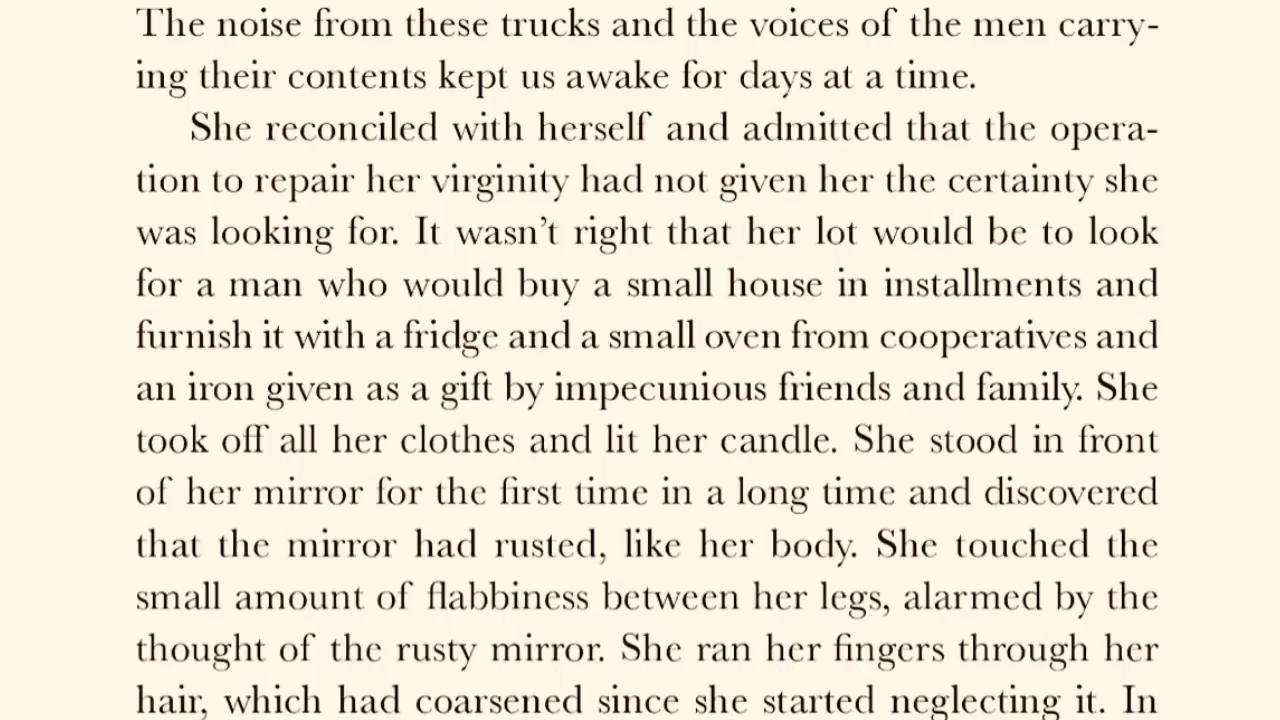 The noise from these trucks and the voices of the men carry-
ing their contents kept us awake for days at a time.
She reconciled with herself and admitted that the opera-
tion to repair her virginity had not given her the certainty she
was looking for. It wasn’t right that her lot would be to look
for a man who would buy a small house in installments and
furnish it with a fridge and a small oven from cooperatives and
an iron given as a gift by impecunious friends and family. She
took off all her clothes and lit her candle. She stood in front
of her mirror for the first time in a long time and discovered
that the mirror had rusted, like her body. She touched the
small amount of flabbiness between her legs, alarmed by the
thought of the rusty mirror. She ran her fingers through her
hair, which had coarsened since she started neglecting it. In